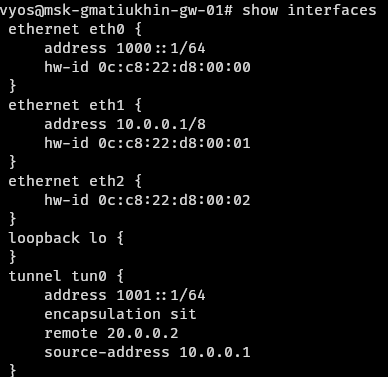 vyos@msk-gmatiukhin-gw-01# show interfaces
 ethernet eth0 {
     address 1000::1/64
     hw-id 0c:c8:22:d8:00:00
 }
 ethernet eth1 {
     address 10.0.0.1/8
     hw-id 0c:c8:22:d8:00:01
 }
 ethernet eth2 {
     hw-id 0c:c8:22:d8:00:02
 }
 loopback lo {
 }
 tunnel tun0 {
     address 1001::1/64
     encapsulation sit
     remote 20.0.0.2
     source-address 10.0.0.1
 }